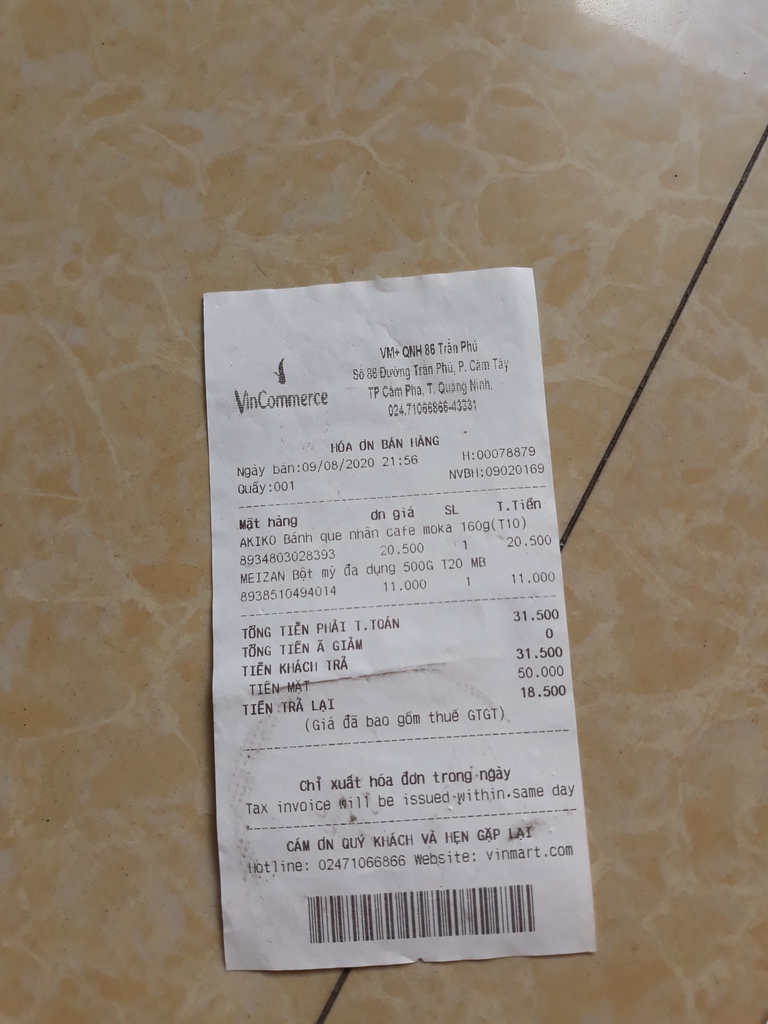 VinCommerce
VM+ QNH 86 Trần Phú
Số 86 Đường Trần Phú, P. Cẩm Tây
TP Cẩm Phả, T. Quảng Ninh.
024.71066866-43331
HÓA ƠN BÁN HÀNG
Ngày bán:09/08/2020 21:56 H:00078879
Quầy:001 NVBH:09020169
Mặt hàng ơn giá SL T.Tiền
AKIKO Bánh que nhân cafe moka 160g(T10)
8934803028393 20.500 1 20.500
MEIZAN Bột mỳ đa dụng 500G T20 MB
8938510494014 11.000 1 11.000
TỔNG TIỀN PHẢI T.TOÁN 31.500
TỔNG TIỀN Ã GIẢM 0
TIỀN KHÁCH TRẢ 31.500
TIỀN MẶT 50.000
TIỀN TRẢ LẠI 18.500
(Giá đã bao gồm thuế GTGT)
Chỉ xuất hóa đơn trong ngày
Tax invoice will be issued within same day
CẢM ƠN QUÝ KHÁCH VÀ HẸN GẶP LẠI
Hotline: 02471066866 Website: vinmart.com